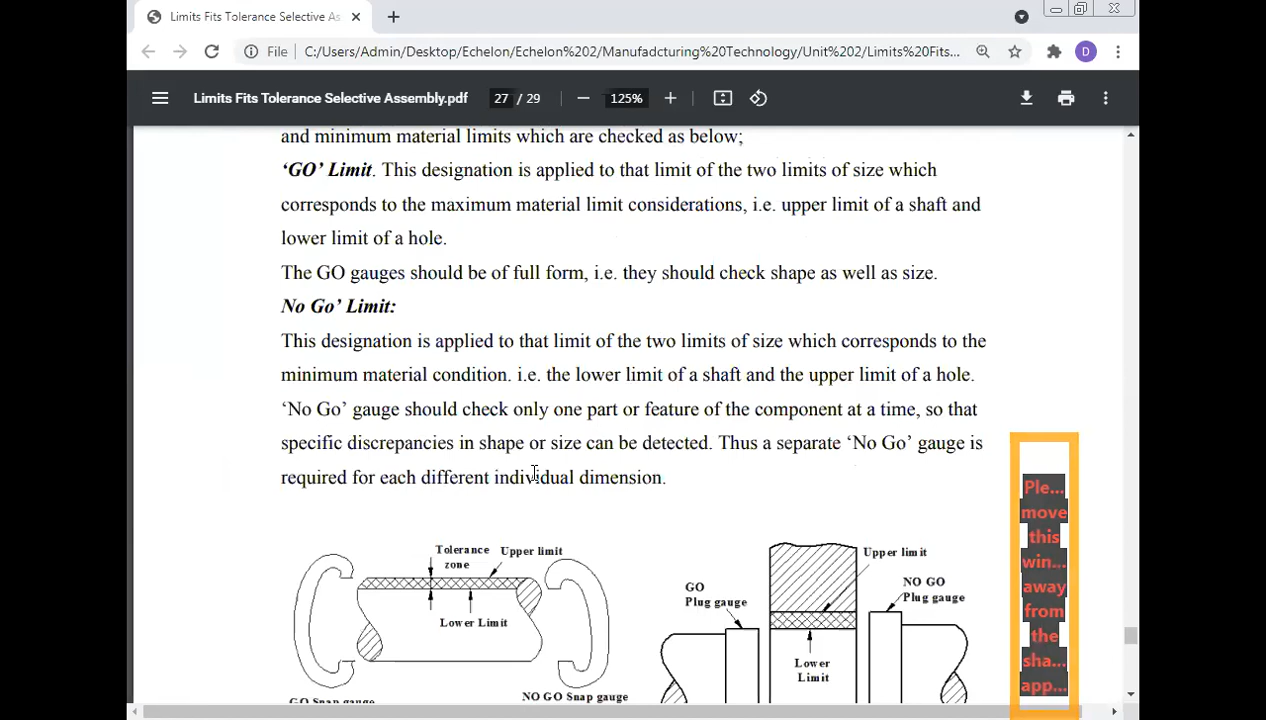 Limits Fits Tolerance Selective As
File
C:/Users/Admin/Desktop/Echelon/Echelon%202/Manufadcturing%20Technology/Unit%202/Limits%20Fits...
D
Limits Fits Tolerance Selective Assembly.pdf
27 / 29
125%
and minimum material limits which are checked as below;
‘GO’ Limit. This designation is applied to that limit of the two limits of size which
corresponds to the maximum material limit considerations, i.e. upper limit of a shaft and
lower limit of a hole.
The GO gauges should be of full form, i.e. they should check shape as well as size.
No Go’ Limit:
This designation is applied to that limit of the two limits of size which corresponds to the
minimum material condition. i.e. the lower limit of a shaft and the upper limit of a hole.
‘No Go’ gauge should check only one part or feature of the component at a time, so that
specific discrepancies in shape or size can be detected. Thus a separate ‘No Go’ gauge is
required for each different individual dimension.
Tolerance
zone
Upper limit
Lower Limit
GO Snap gauge
NO GO Snap gauge
Upper limit
GO
Plug gauge
NO GO
Plug gauge
Lower
Limit
Ple...
move
this
win...
away
from
the
sha...
app...